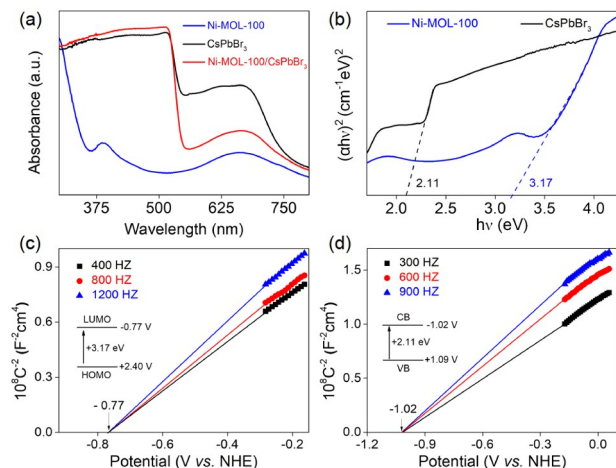 (a)
Ni-MOL-100
CsPbBr₃
Ni-MOL-100/CsPbBr₃
Absorbance (a.u.)
375 500 625 750
Wavelength (nm)
(b)
Ni-MOL-100 CsPbBr₃
(αhν)² (cm⁻¹eV)²
2.11
3.17
2.0 2.5 3.0 3.5 4.0
hν (eV)
(c)
400 HZ
800 HZ
1200 HZ
LUMO
-0.77 V
+3.17 eV
+2.40 V
HOMO
- 0.77
10⁸C⁻² (F⁻²cm⁴)
0.9
0.6
0.3
0.0
-0.8 -0.6 -0.4 -0.2
Potential (V vs. NHE)
(d)
300 HZ
600 HZ
900 HZ
CB
-1.02 V
+2.11 eV
+1.09 V
VB
-1.02
10⁸C⁻² (F⁻²cm⁴)
1.5
1.0
0.5
0.0
-1.2 -0.9 -0.6 -0.3 0.0
Potential (V vs. NHE)